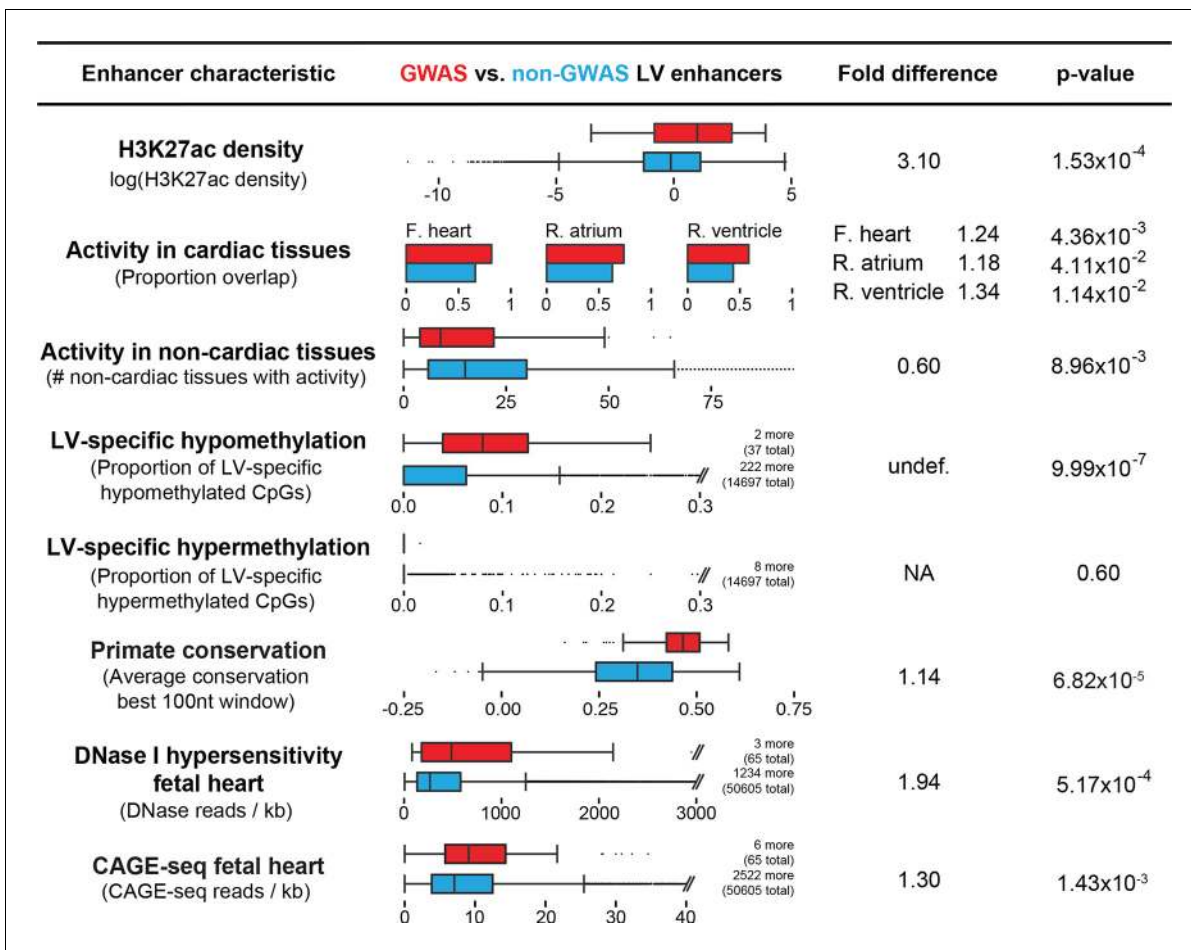 Enhancer characteristic GWAS vs. non-GWAS LV enhancers Fold difference p-value
H3K27ac density
log(H3K27ac density)
-10 -5 0 5
3.10 1.53x10-4
Activity in cardiac tissues
(Proportion overlap)
F. heart R. atrium R. ventricle
0 0.5 1 0 0.5 1 0 0.5 1
F. heart 1.24 4.36x10-3
R. atrium 1.18 4.11x10-2
R. ventricle 1.34 1.14x10-2
Activity in non-cardiac tissues
(# non-cardiac tissues with activity)
0 25 50 75
0.60 8.96x10-3
LV-specific hypomethylation
(Proportion of LV-specific
hypomethylated CpGs)
2 more
(37 total)
222 more
(14697 total)
0.0 0.1 0.2 0.3
undef. 9.99x10-7
LV-specific hypermethylation
(Proportion of LV-specific
hypermethylated CpGs)
8 more
(14697 total)
0.0 0.1 0.2 0.3
NA 0.60
Primate conservation
(Average conservation
best 100nt window)
-0.25 0.00 0.25 0.50 0.75
1.14 6.82x10-5
DNase I hypersensitivity
fetal heart
(DNase reads / kb)
3 more
(65 total)
1234 more
(50605 total)
0 1000 2000 3000
1.94 5.17x10-4
CAGE-seq fetal heart
(CAGE-seq reads / kb)
6 more
(65 total)
2522 more
(50605 total)
0 10 20 30 40
1.30 1.43x10-3